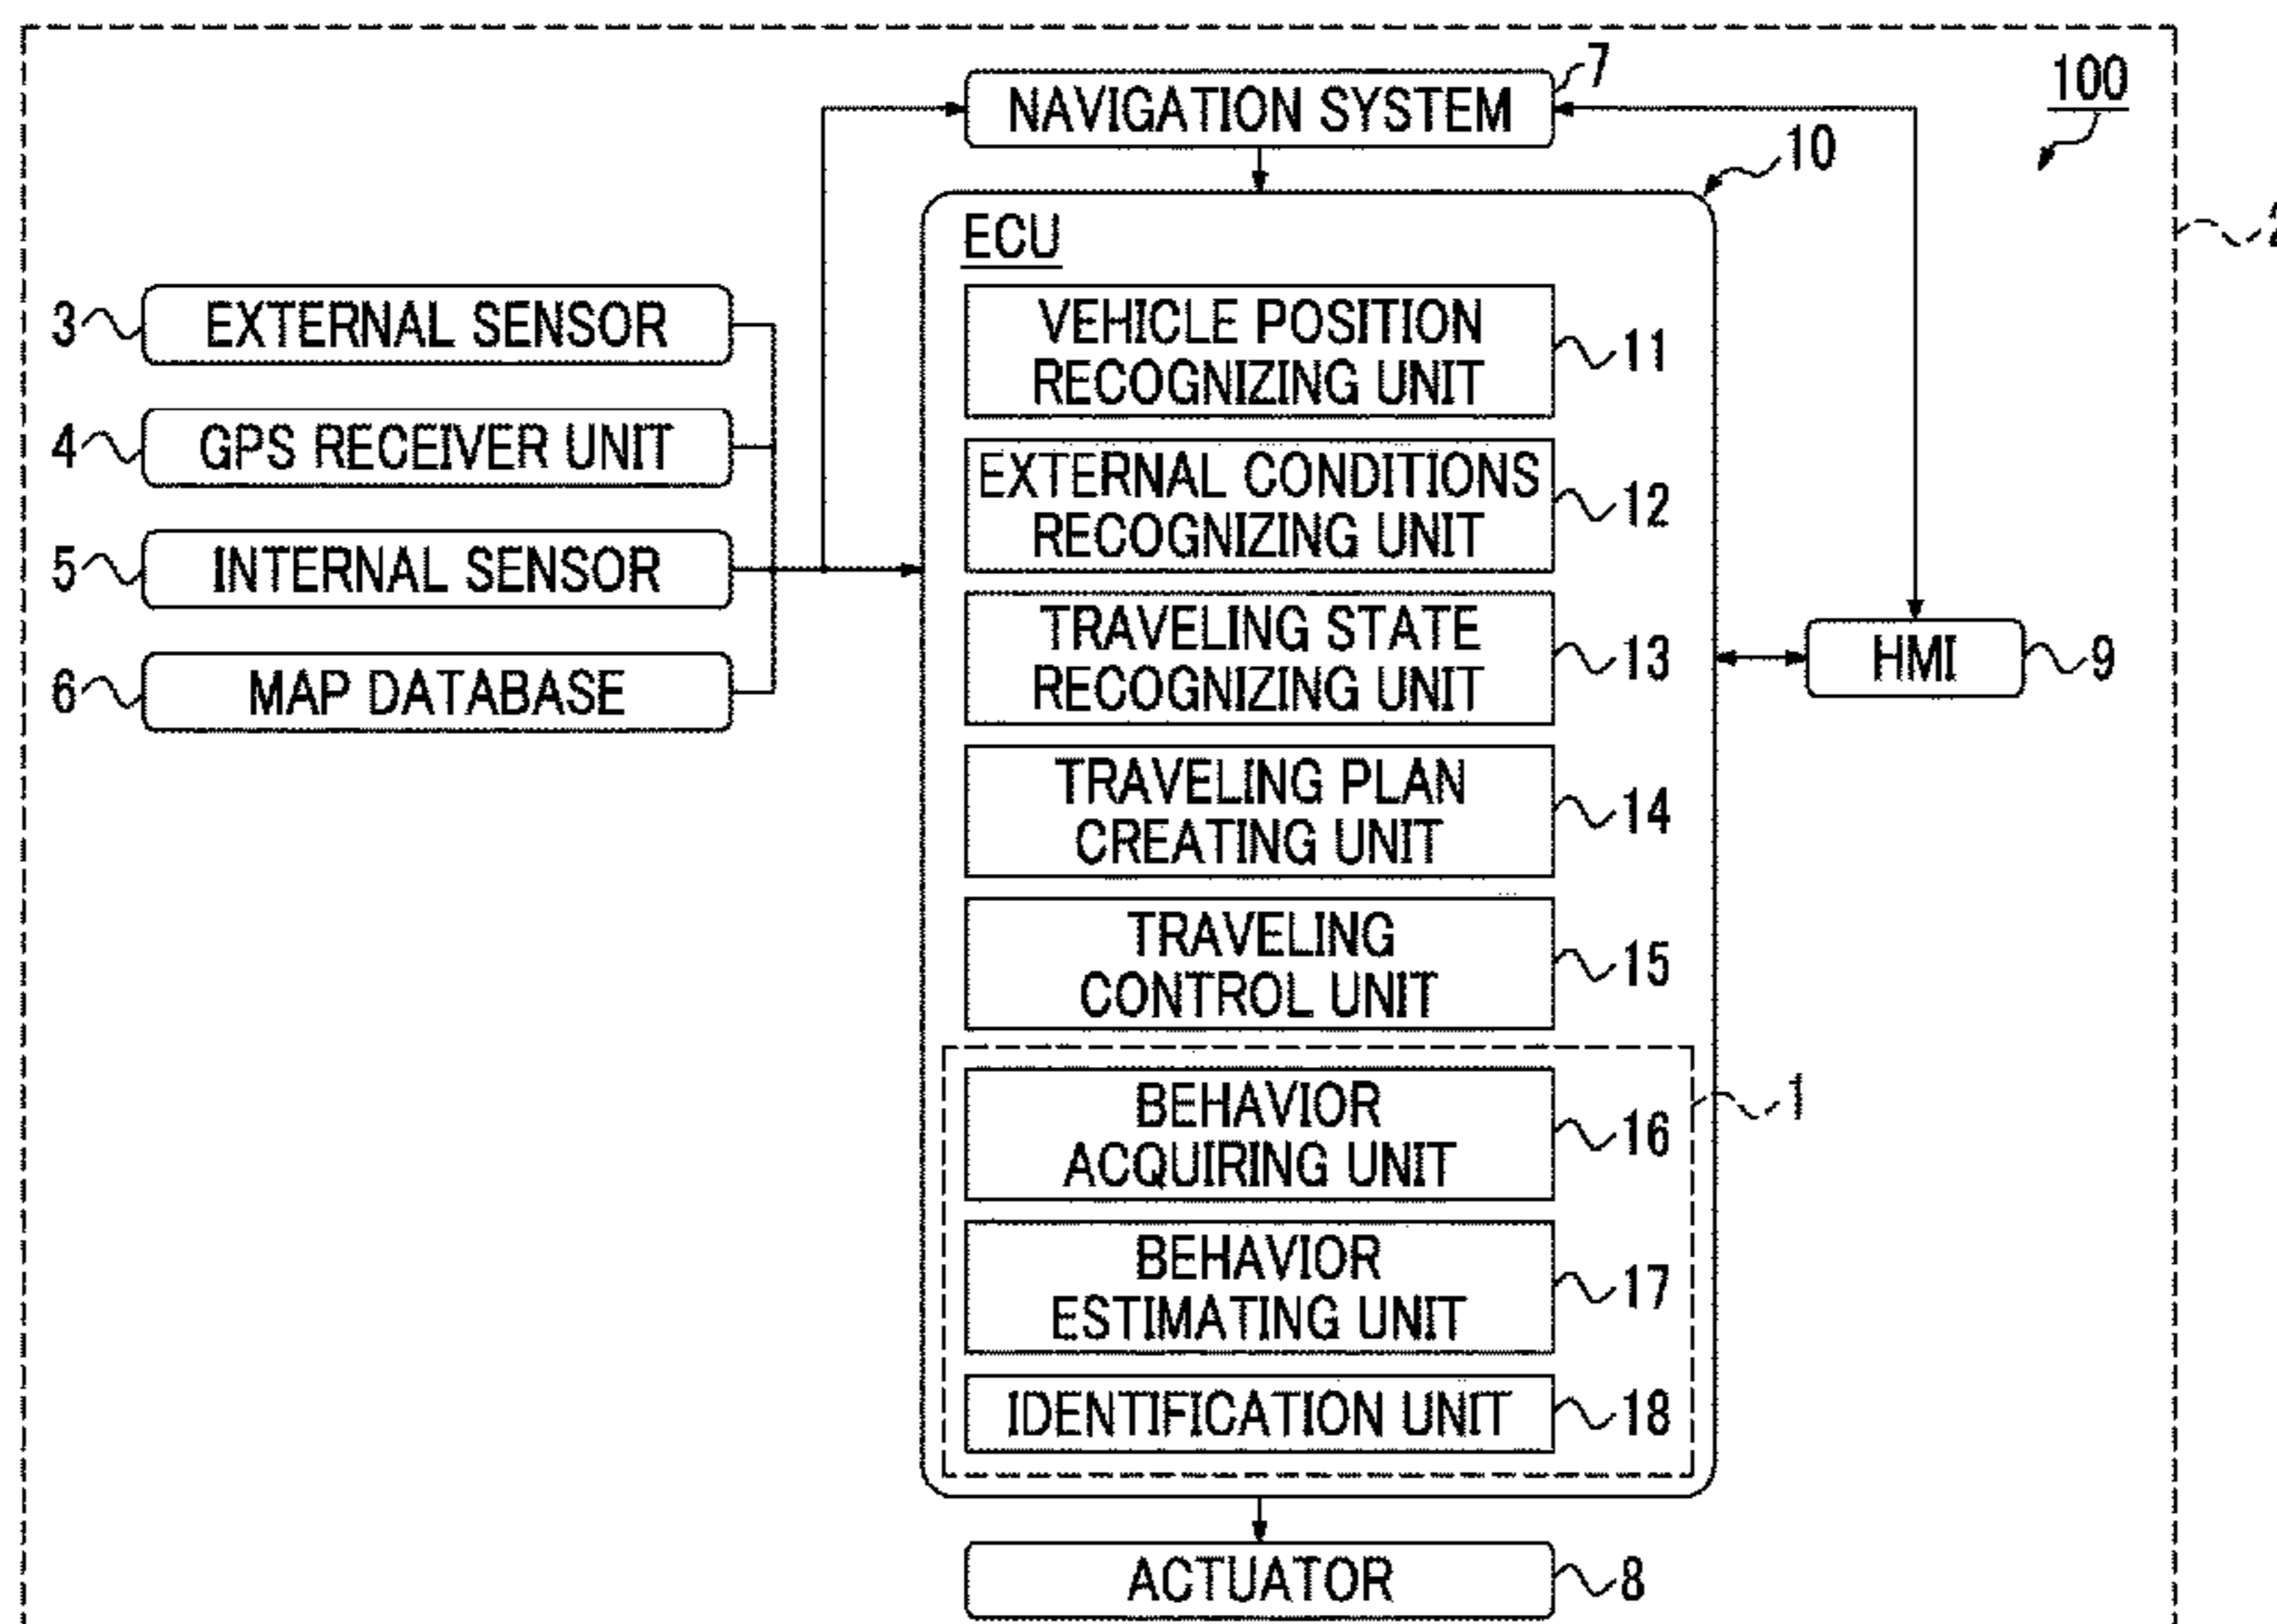 NAVIGATION SYSTEM
7
100
10
2
ECU
3
EXTERNAL SENSOR
VEHICLE POSITION
RECOGNIZING UNIT
11
4
GPS RECEIVER UNIT
EXTERNAL CONDITIONS
RECOGNIZING UNIT
12
5
INTERNAL SENSOR
TRAVELING STATE
RECOGNIZING UNIT
13
HMI
9
6
MAP DATABASE
TRAVELING PLAN
CREATING UNIT
14
TRAVELING
CONTROL UNIT
15
1
BEHAVIOR
ACQUIRING UNIT
16
BEHAVIOR
ESTIMATING UNIT
17
IDENTIFICATION UNIT
18
ACTUATOR
8